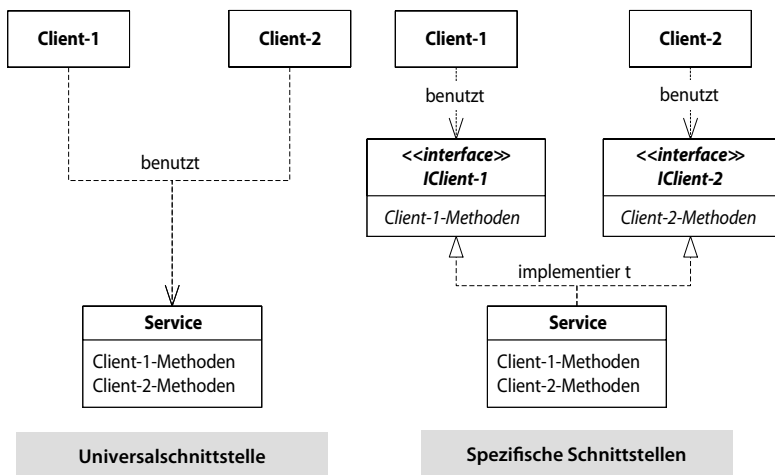 Client-1
Client-2
benutzt
Service
Client-1-Methoden
Client-2-Methoden
Universalschnittstelle
Client-1
Client-2
benutzt
benutzt
<<interface>>
IClient-1
Client-1-Methoden
<<interface>>
IClient-2
Client-2-Methoden
implementier t
Service
Client-1-Methoden
Client-2-Methoden
Spezifische Schnittstellen